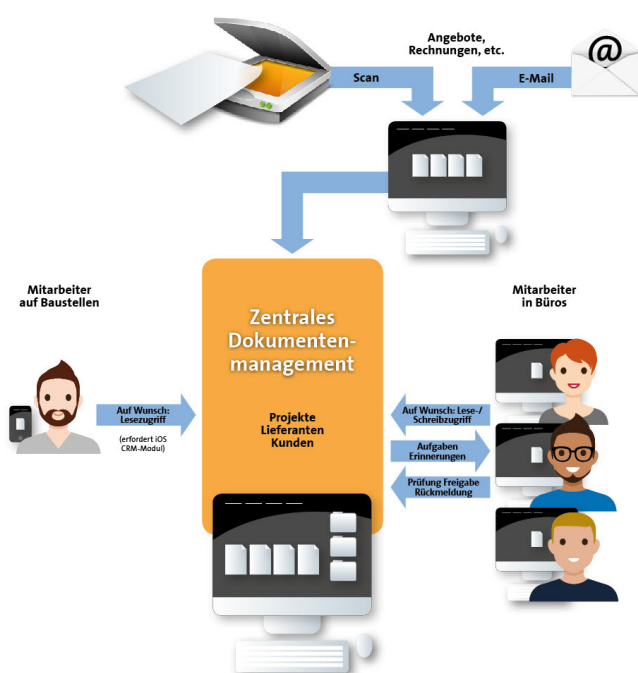 Angebote,
Rechnungen, etc.
@
Scan
E-Mail
Mitarbeiter
auf Baustellen
Zentrales
Dokumenten-
management
Mitarbeiter
in Büros
Auf Wunsch:
Lesezugriff
(erfordert iOS
CRM-Modul)
Projekte
Lieferanten
Kunden
Auf Wunsch: Lese-/
Schreibzugriff
Aufgaben
Erinnerungen
Prüfung Freigabe
Rückmeldung